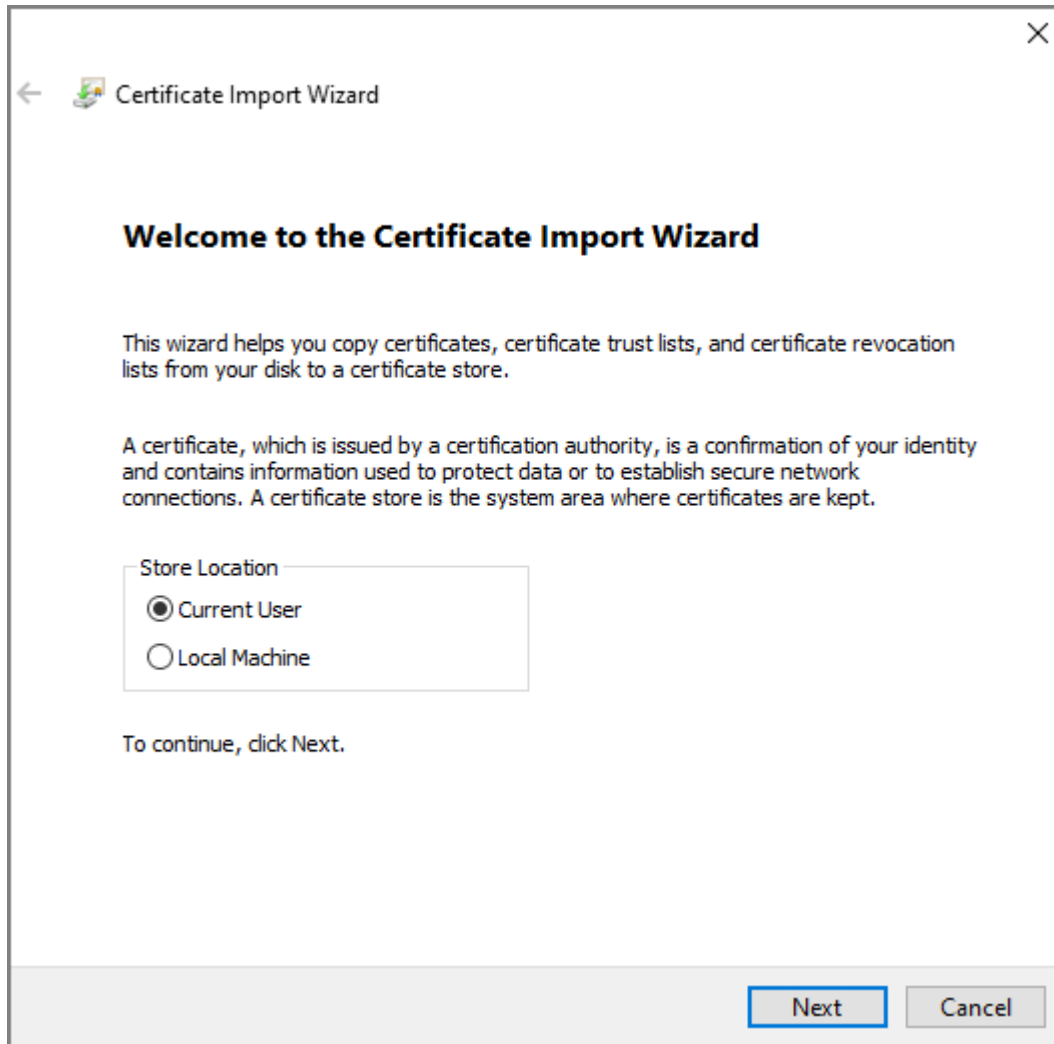 Certificate Import Wizard
Welcome to the Certificate Import Wizard
This wizard helps you copy certificates, certificate trust lists, and certificate revocation
lists from your disk to a certificate store.
A certificate, which is issued by a certification authority, is a confirmation of your identity
and contains information used to protect data or to establish secure network
connections. A certificate store is the system area where certificates are kept.
Store Location
Current User
Local Machine
To continue, click Next.
Next Cancel